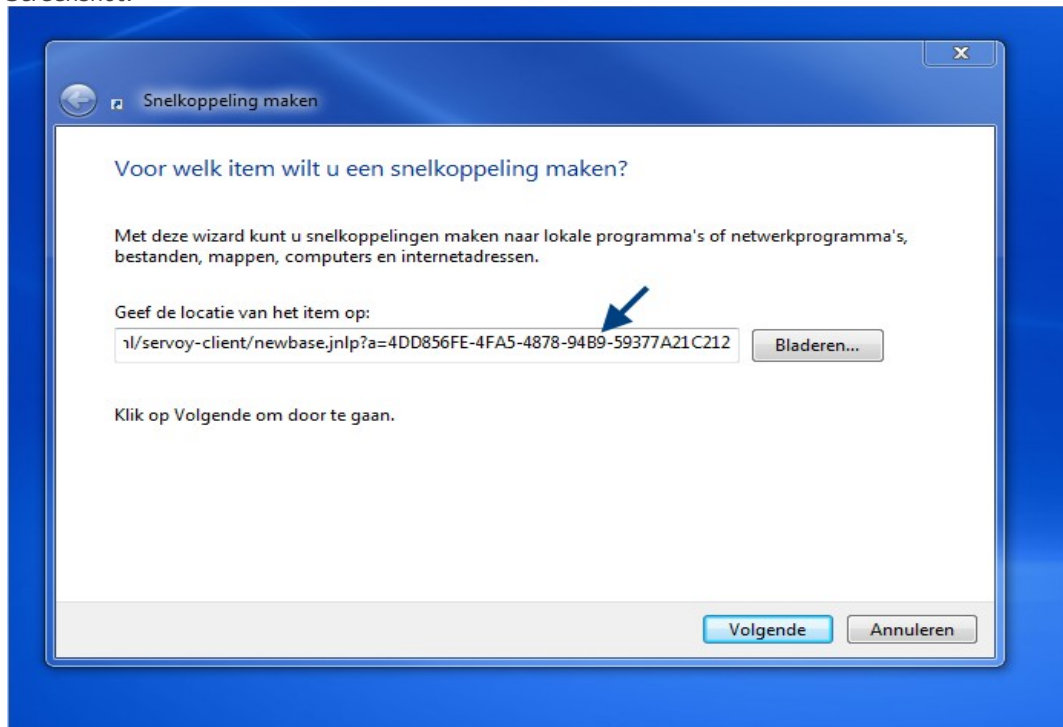 Screenshot:
X
Snelkoppeling maken
Voor welk item wilt u een snelkoppeling maken?
Met deze wizard kunt u snelkoppelingen maken naar lokale programma's of netwerkprogramma's,
bestanden, mappen, computers en internetadressen.
Geef de locatie van het item op:
nl/servoy-client/newbase.jnlp?a=4DD856FE-4FA5-4878-94B9-59377A21C212
Bladeren...
Klik op Volgende om door te gaan.
Volgende
Annuleren